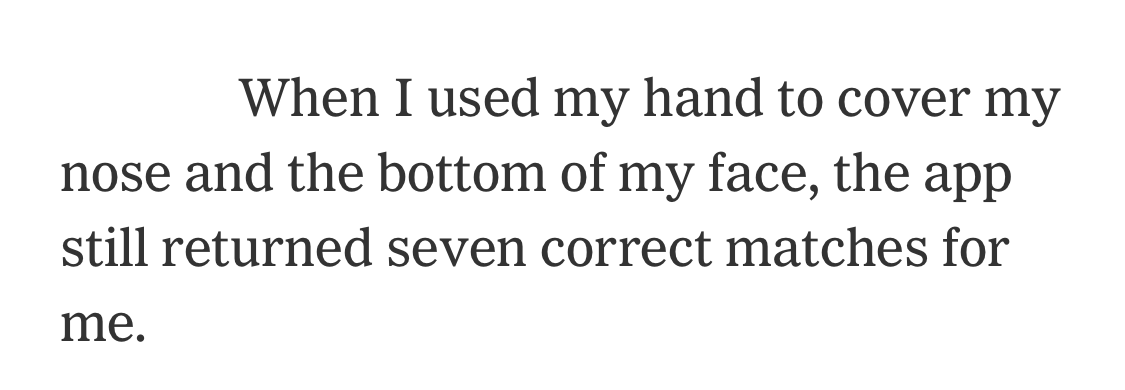 When I used my hand to cover my
nose and the bottom of my face, the app
still returned seven correct matches for
me.